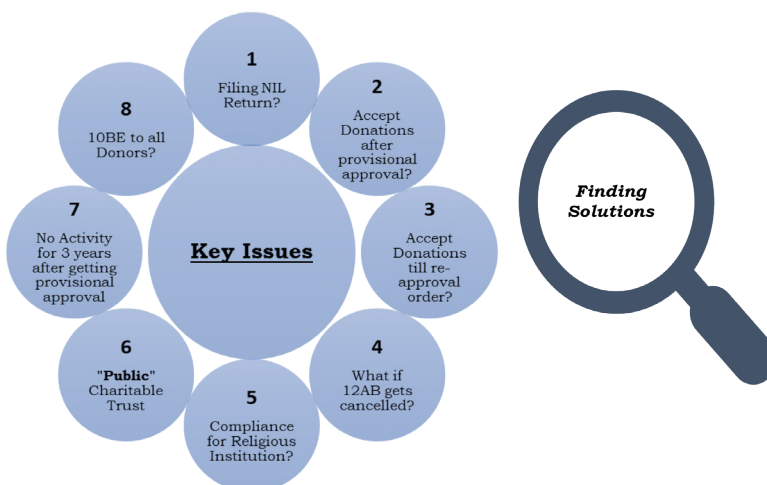 1
Filing NIL
Return?
2
Accept
Donations
after
provisional
approval?
3
Accept
Donations
till re-
approval
order?
4
What if
12AB gets
cancelled?
5
Compliance
for Religious
Institution?
6
"Public"
Charitable
Trust
7
No Activity
for 3 years
after getting
provisional
approval
8
10BE to all
Donors?
Key Issues
Finding
Solutions